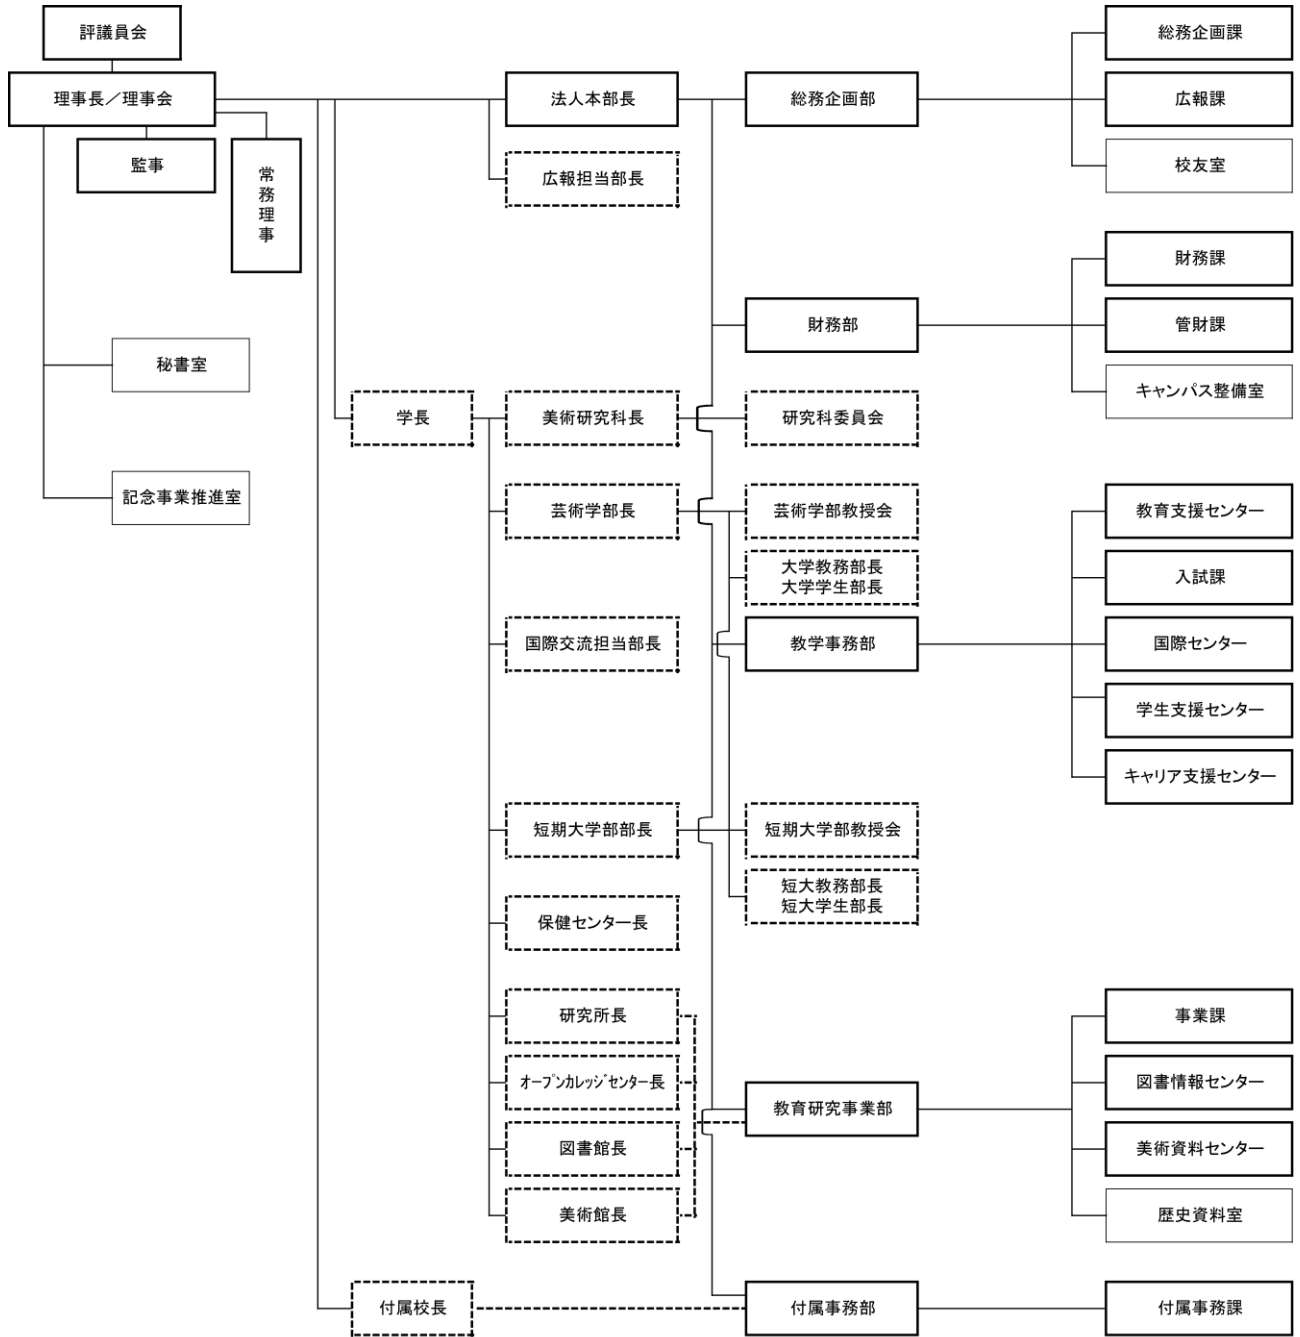 評議員会
総務企画課
理事長／理事会
法人本部長
総務企画部
広報課
監事
常務理事
広報担当部長
校友室
財務課
財務部
管財課
秘書室
キャンパス整備室
学長
美術研究科長
研究科委員会
記念事業推進室
芸術学部長
芸術学部教授会
教育支援センター
大学教務部長
大学学生部長
入試課
国際交流担当部長
教学事務部
国際センター
学生支援センター
キャリア支援センター
短期大学部部長
短期大学部教授会
短大教務部長
短大学生部長
保健センター長
研究所長
事業課
オープンカレッジセンター長
図書情報センター
教育研究事業部
図書館長
美術資料センター
美術館長
歴史資料室
付属校長
付属事務部
付属事務課